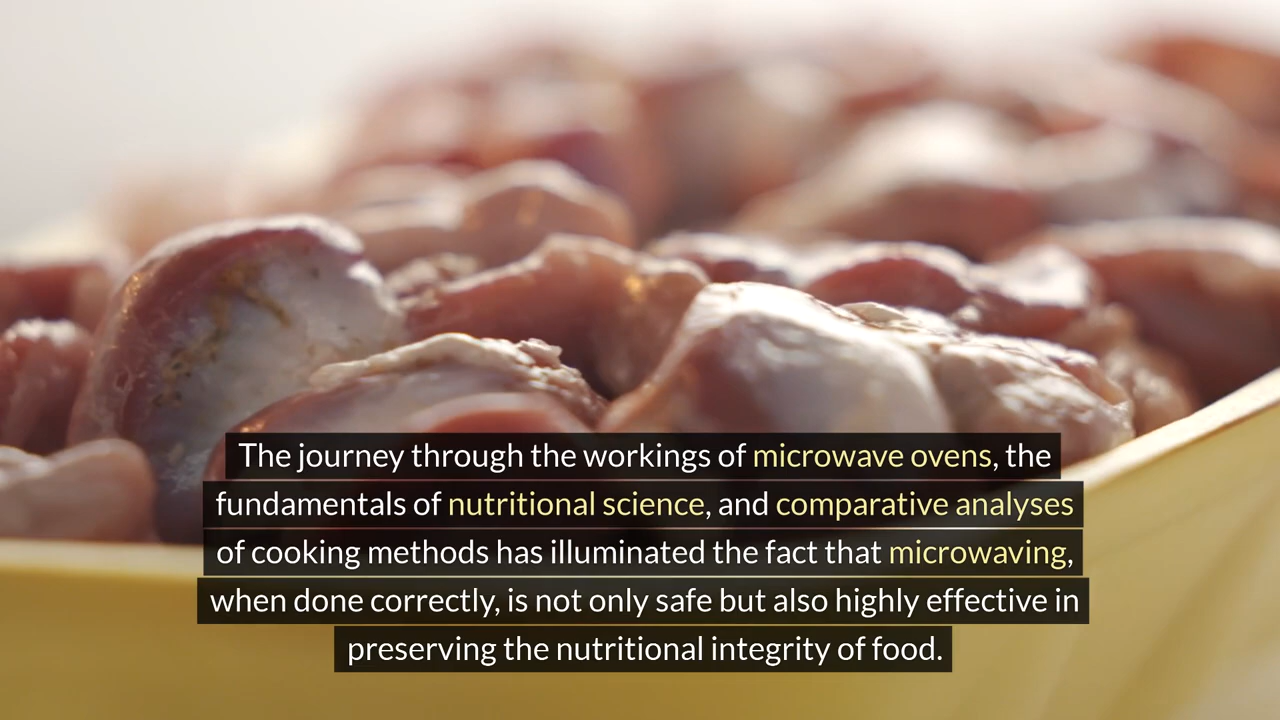 The journey through the workings of microwave ovens, the
fundamentals of nutritional science, and comparative analyses
of cooking methods has illuminated the fact that microwaving,
when done correctly, is not only safe but also highly effective in
preserving the nutritional integrity of food.